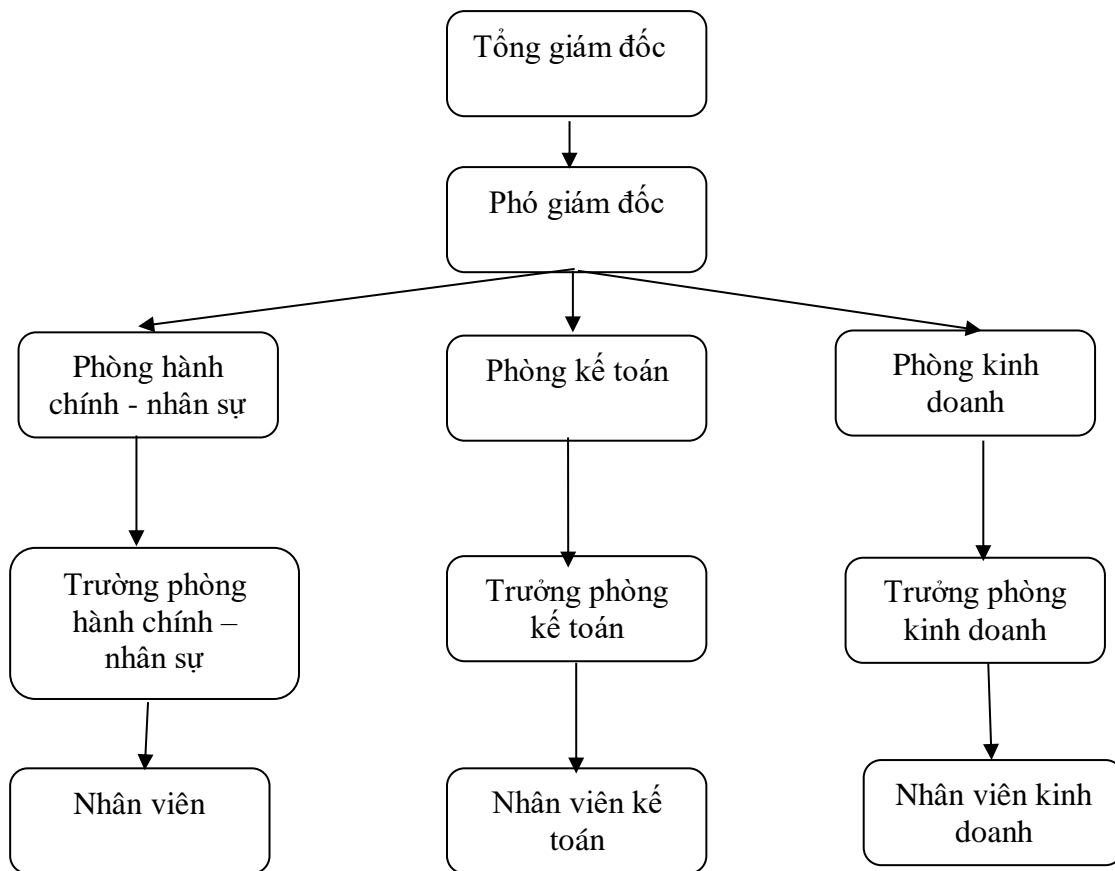 Tổng giám đốc
Phó giám đốc
Phòng hành
chính - nhân sự
Phòng kế toán
Phòng kinh
doanh
Trường phòng
hành chính –
nhân sự
Trưởng phòng
kế toán
Trưởng phòng
kinh doanh
Nhân viên
Nhân viên kế
toán
Nhân viên kinh
doanh